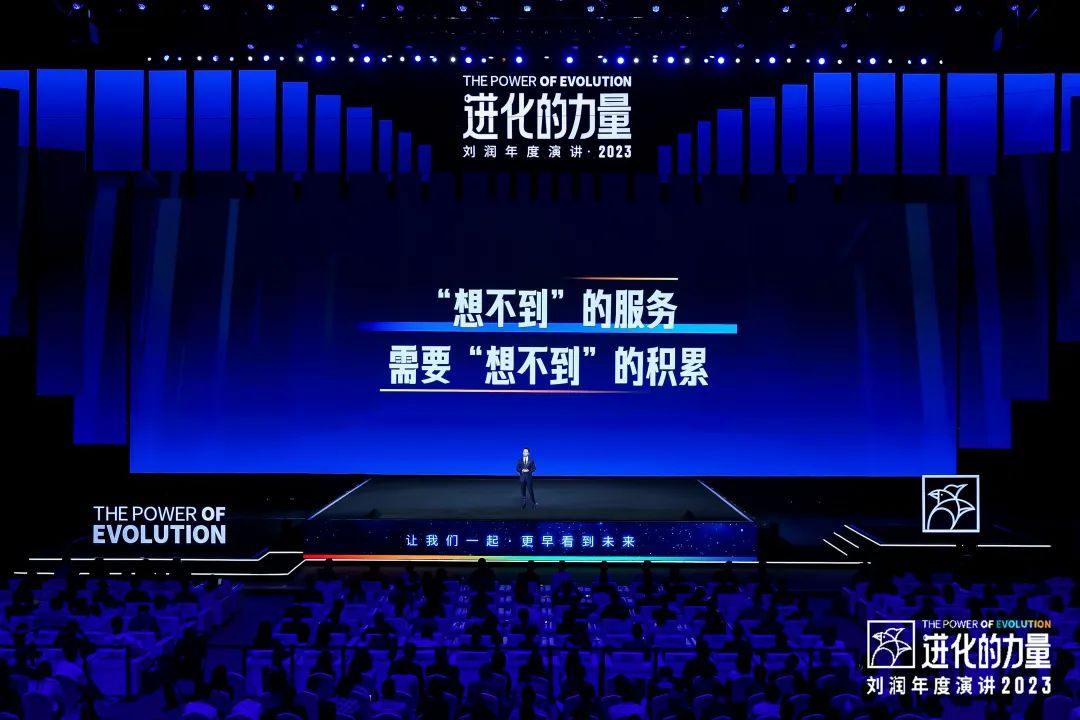 THE POWER OF EVOLUTION
进化的力量
刘润年度演讲·2023
“想不到”的服务
需要“想不到”的积累
THE POWER OF
EVOLUTION
让我们一起·更早看到未来
THE POWER OF EVOLUTION
进化的力量
刘润年度演讲2023